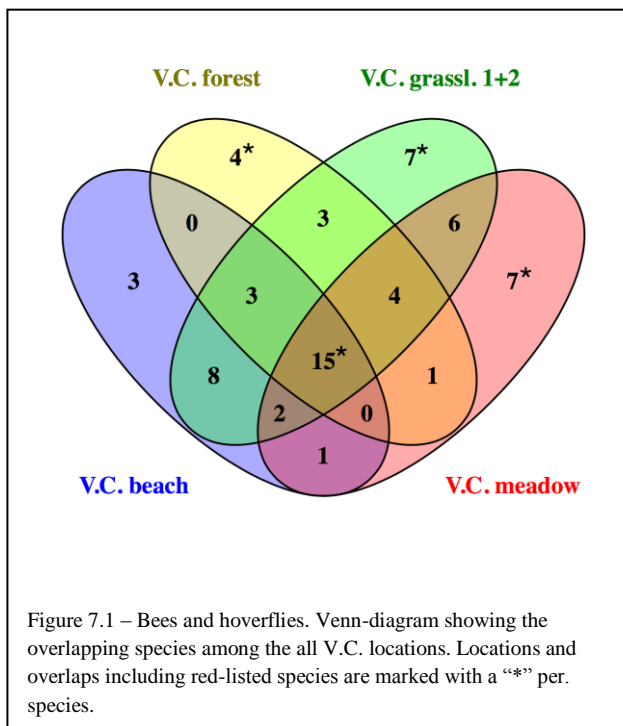 V.C. forest
V.C. grassl. 1+2
4*
7*
0
3
6
3
7*
3
4
15*
8
1
2
0
1
V.C. beach
V.C. meadow
Figure 7.1 – Bees and hoverflies. Venn-diagram showing the
overlapping species among the all V.C. locations. Locations and
overlaps including red-listed species are marked with a “*” per.
species.